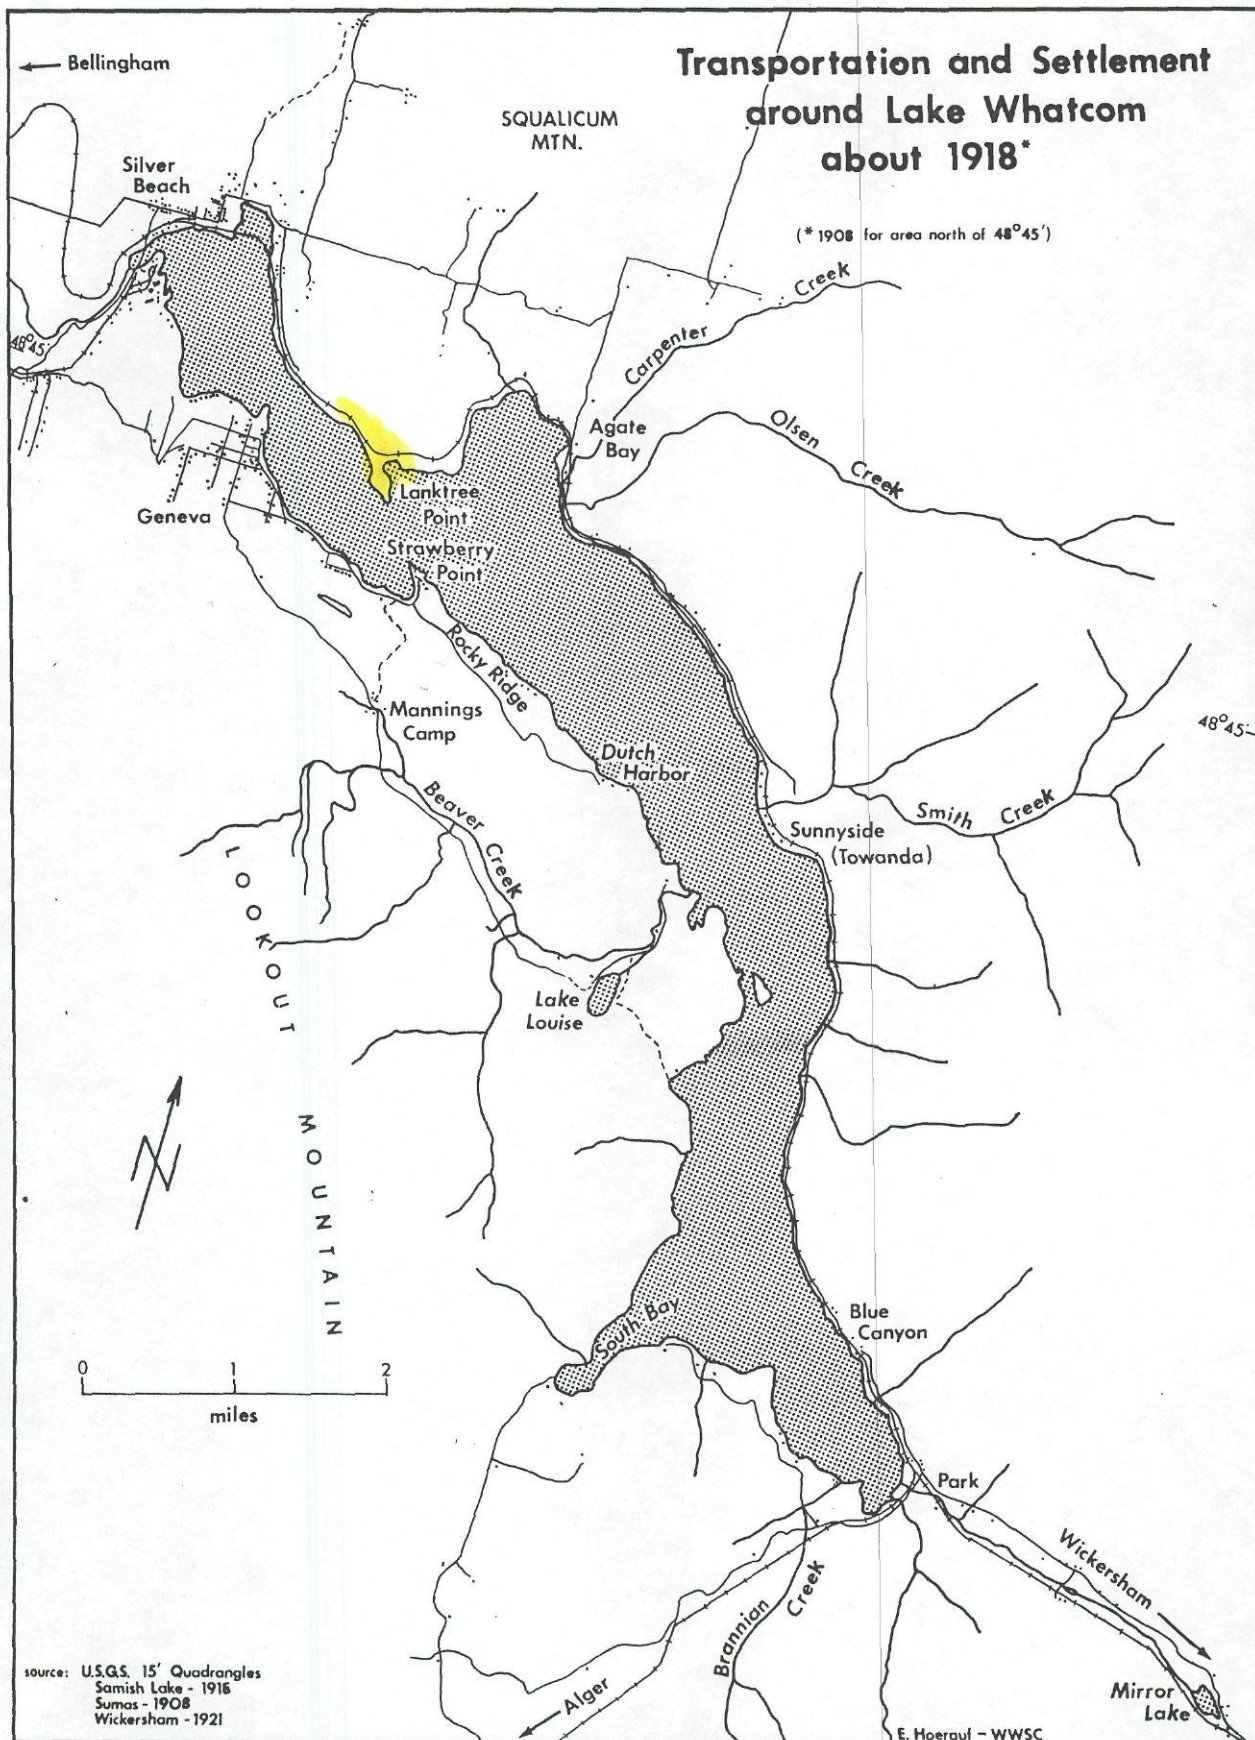 Transportation and Settlement
around Lake Whatcom
about 1918*
(* 1908 for area north of 48°45')
← Bellingham
SQUALICUM
MTN.
Silver
Beach
Carpenter Creek
48°45'
Agate
Bay
Olsen Creek
Lanktree
Point
Geneva
Strawberry
Point
Rocky Ridge
Mannings
Camp
48°45'
Dutch
Harbor
Beaver Creek
Smith Creek
Sunnyside
(Towanda)
LOOKOUT MOUNTAIN
Lake
Louise
N
South Bay
Blue
Canyon
0 1 2
miles
Park
Wickersham
Brannian Creek
Alger
Mirror
Lake
source: U.S.G.S. 15' Quadrangles
Samish Lake - 1918
Sumas - 1908
Wickersham - 1921
E. Hoerauf - WWSC